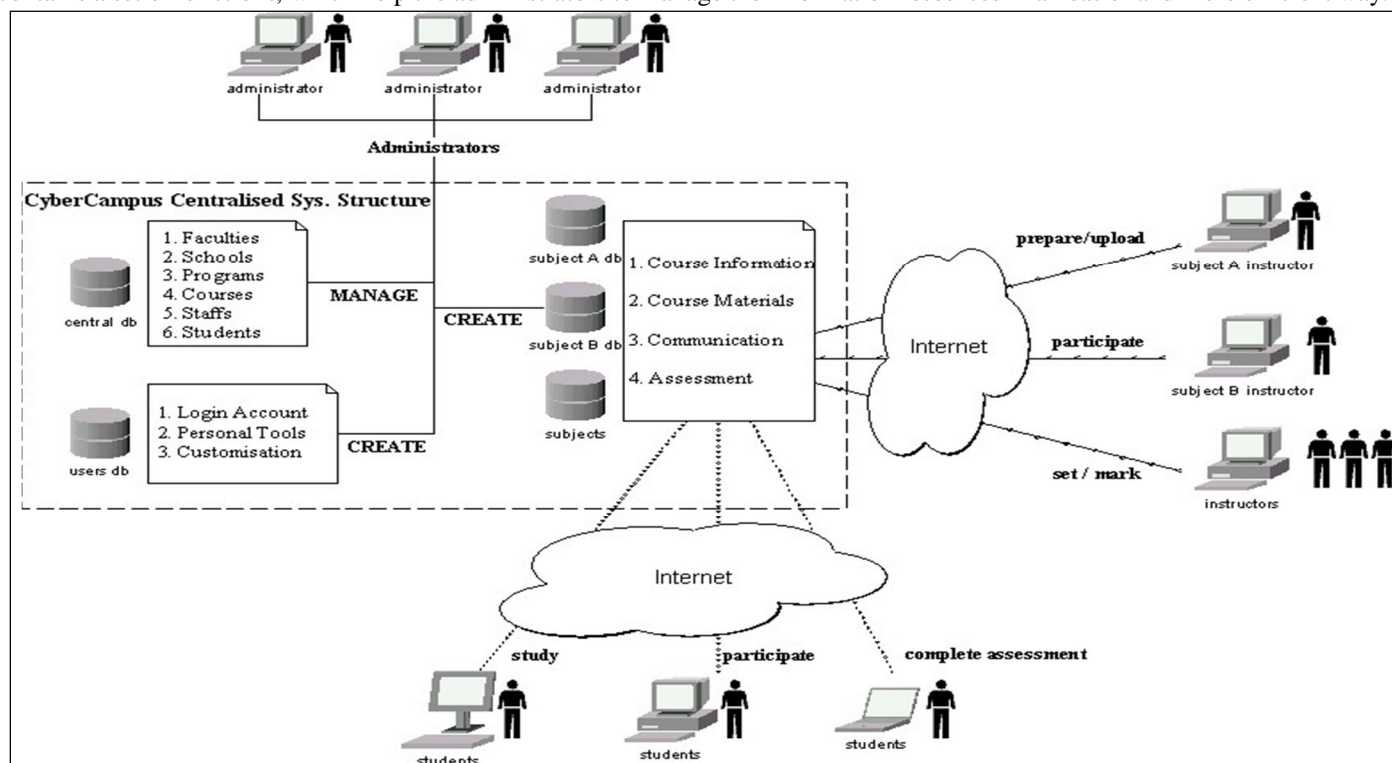 administrator
administrator
administrator
Administrators
CyberCampus Centralised Sys. Structure
1. Faculties
2. Schools
3. Programs
4. Courses
5. Staffs
6. Students
central db
MANAGE
CREATE
subject A db
subject B db
subjects
1. Course Information
2. Course Materials
3. Communication
4. Assessment
1. Login Account
2. Personal Tools
3. Customisation
users db
CREATE
Internet
prepare/upload
subject A instructor
participate
subject B instructor
set / mark
instructors
Internet
study
participate
complete assessment
students
students
students